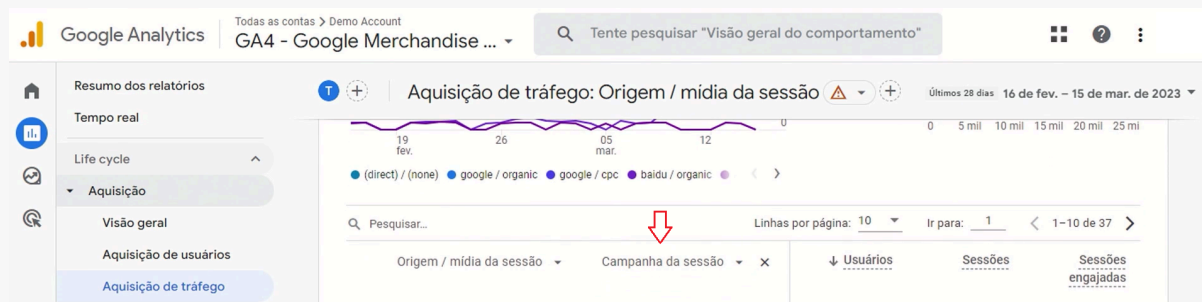 Google Analytics
Todas as contas > Demo Account
GA4 - Google Merchandise ...
Tente pesquisar "Visão geral do comportamento"
Resumo dos relatórios
Tempo real
Life cycle
Aquisição
Visão geral
Aquisição de usuários
Aquisição de tráfego
T
Aquisição de tráfego: Origem / mídia da sessão
Últimos 28 dias 16 de fev. – 15 de mar. de 2023
19
fev.
26
05
mar.
12
0
0 5 mil 10 mil 15 mil 20 mil 25 mi
(direct) / (none) google / organic google / cpc baidu / organic
Pesquisar...
Linhas por página: 10 Ir para: 1 1–10 de 37
Origem / mídia da sessão Campanha da sessão Usuários Sessões Sessões
engajadas